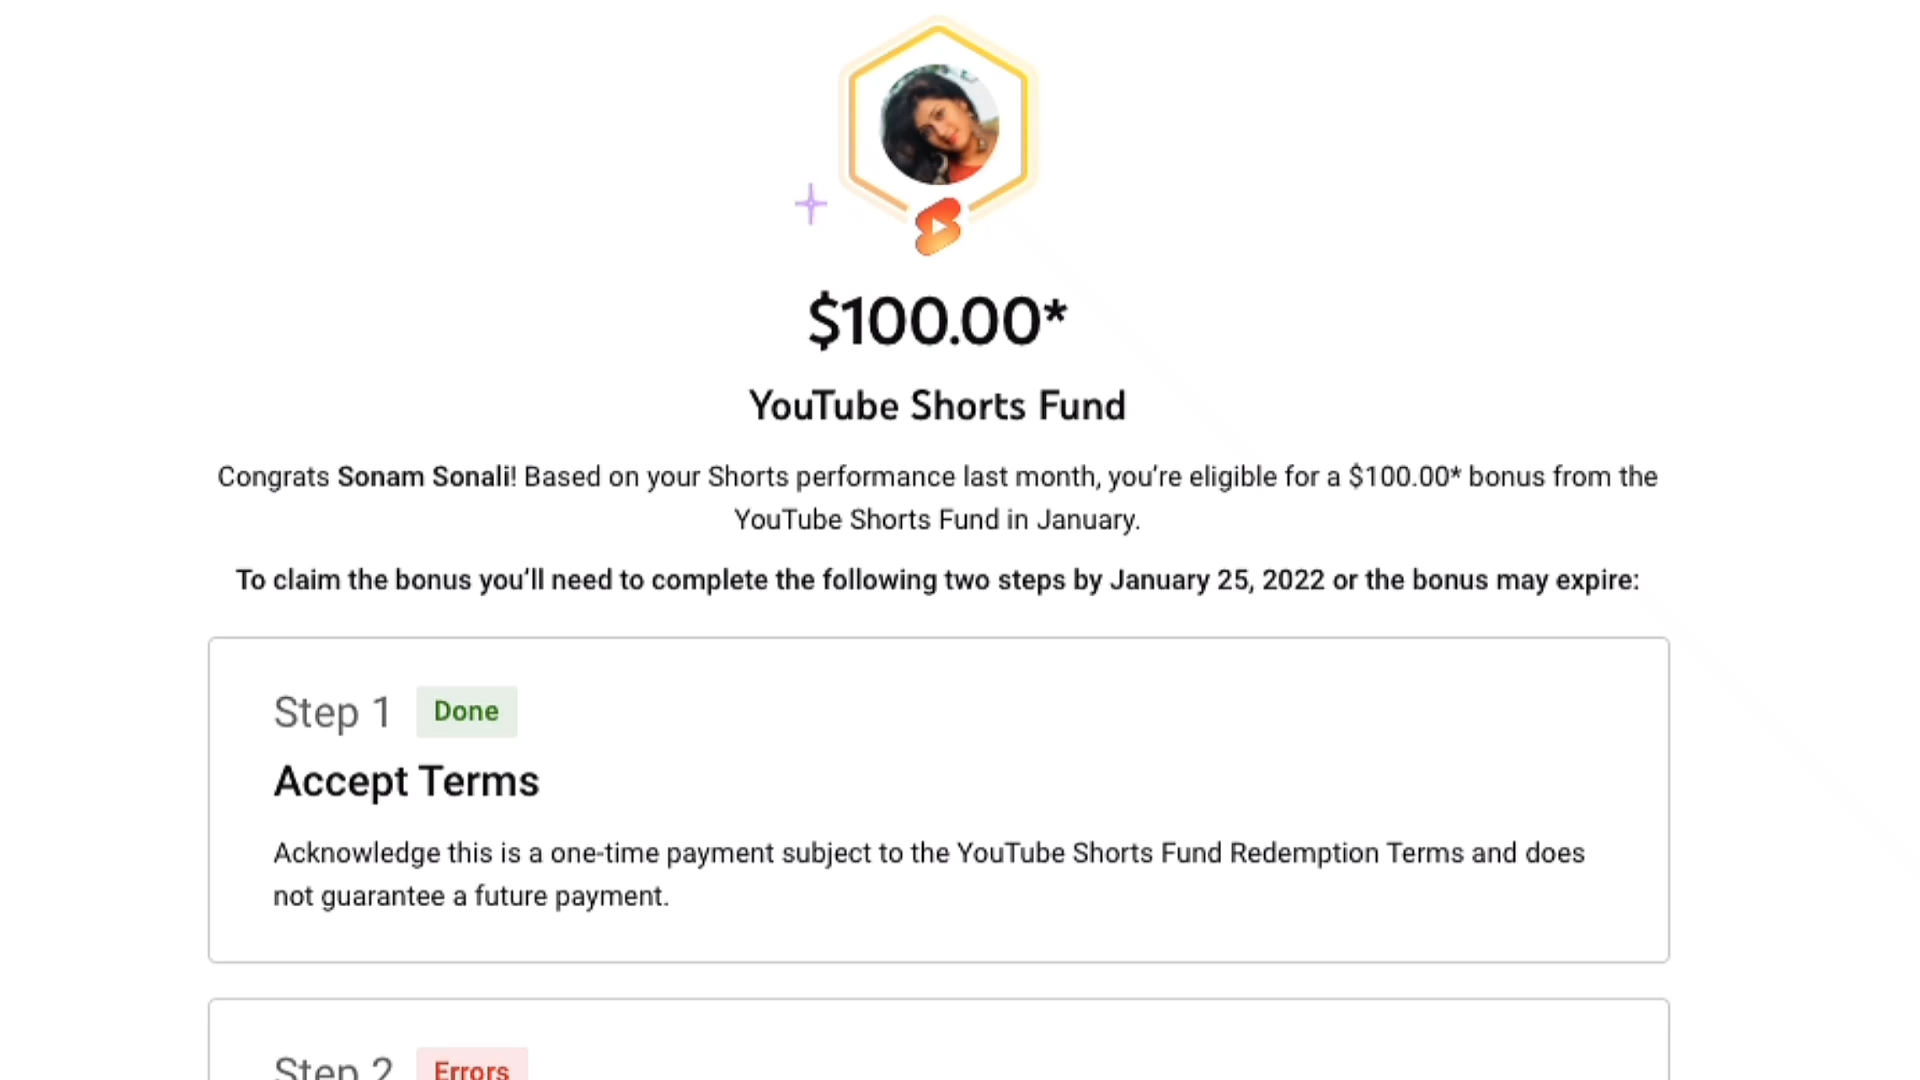 $100.00*
YouTube Shorts Fund
Congrats Sonam Sonali! Based on your Shorts performance last month, you’re eligible for a $100.00* bonus from the
YouTube Shorts Fund in January.
To claim the bonus you’ll need to complete the following two steps by January 25, 2022 or the bonus may expire:
Step 1 Done
Accept Terms
Acknowledge this is a one-time payment subject to the YouTube Shorts Fund Redemption Terms and does
not guarantee a future payment.
Step 2 Errors